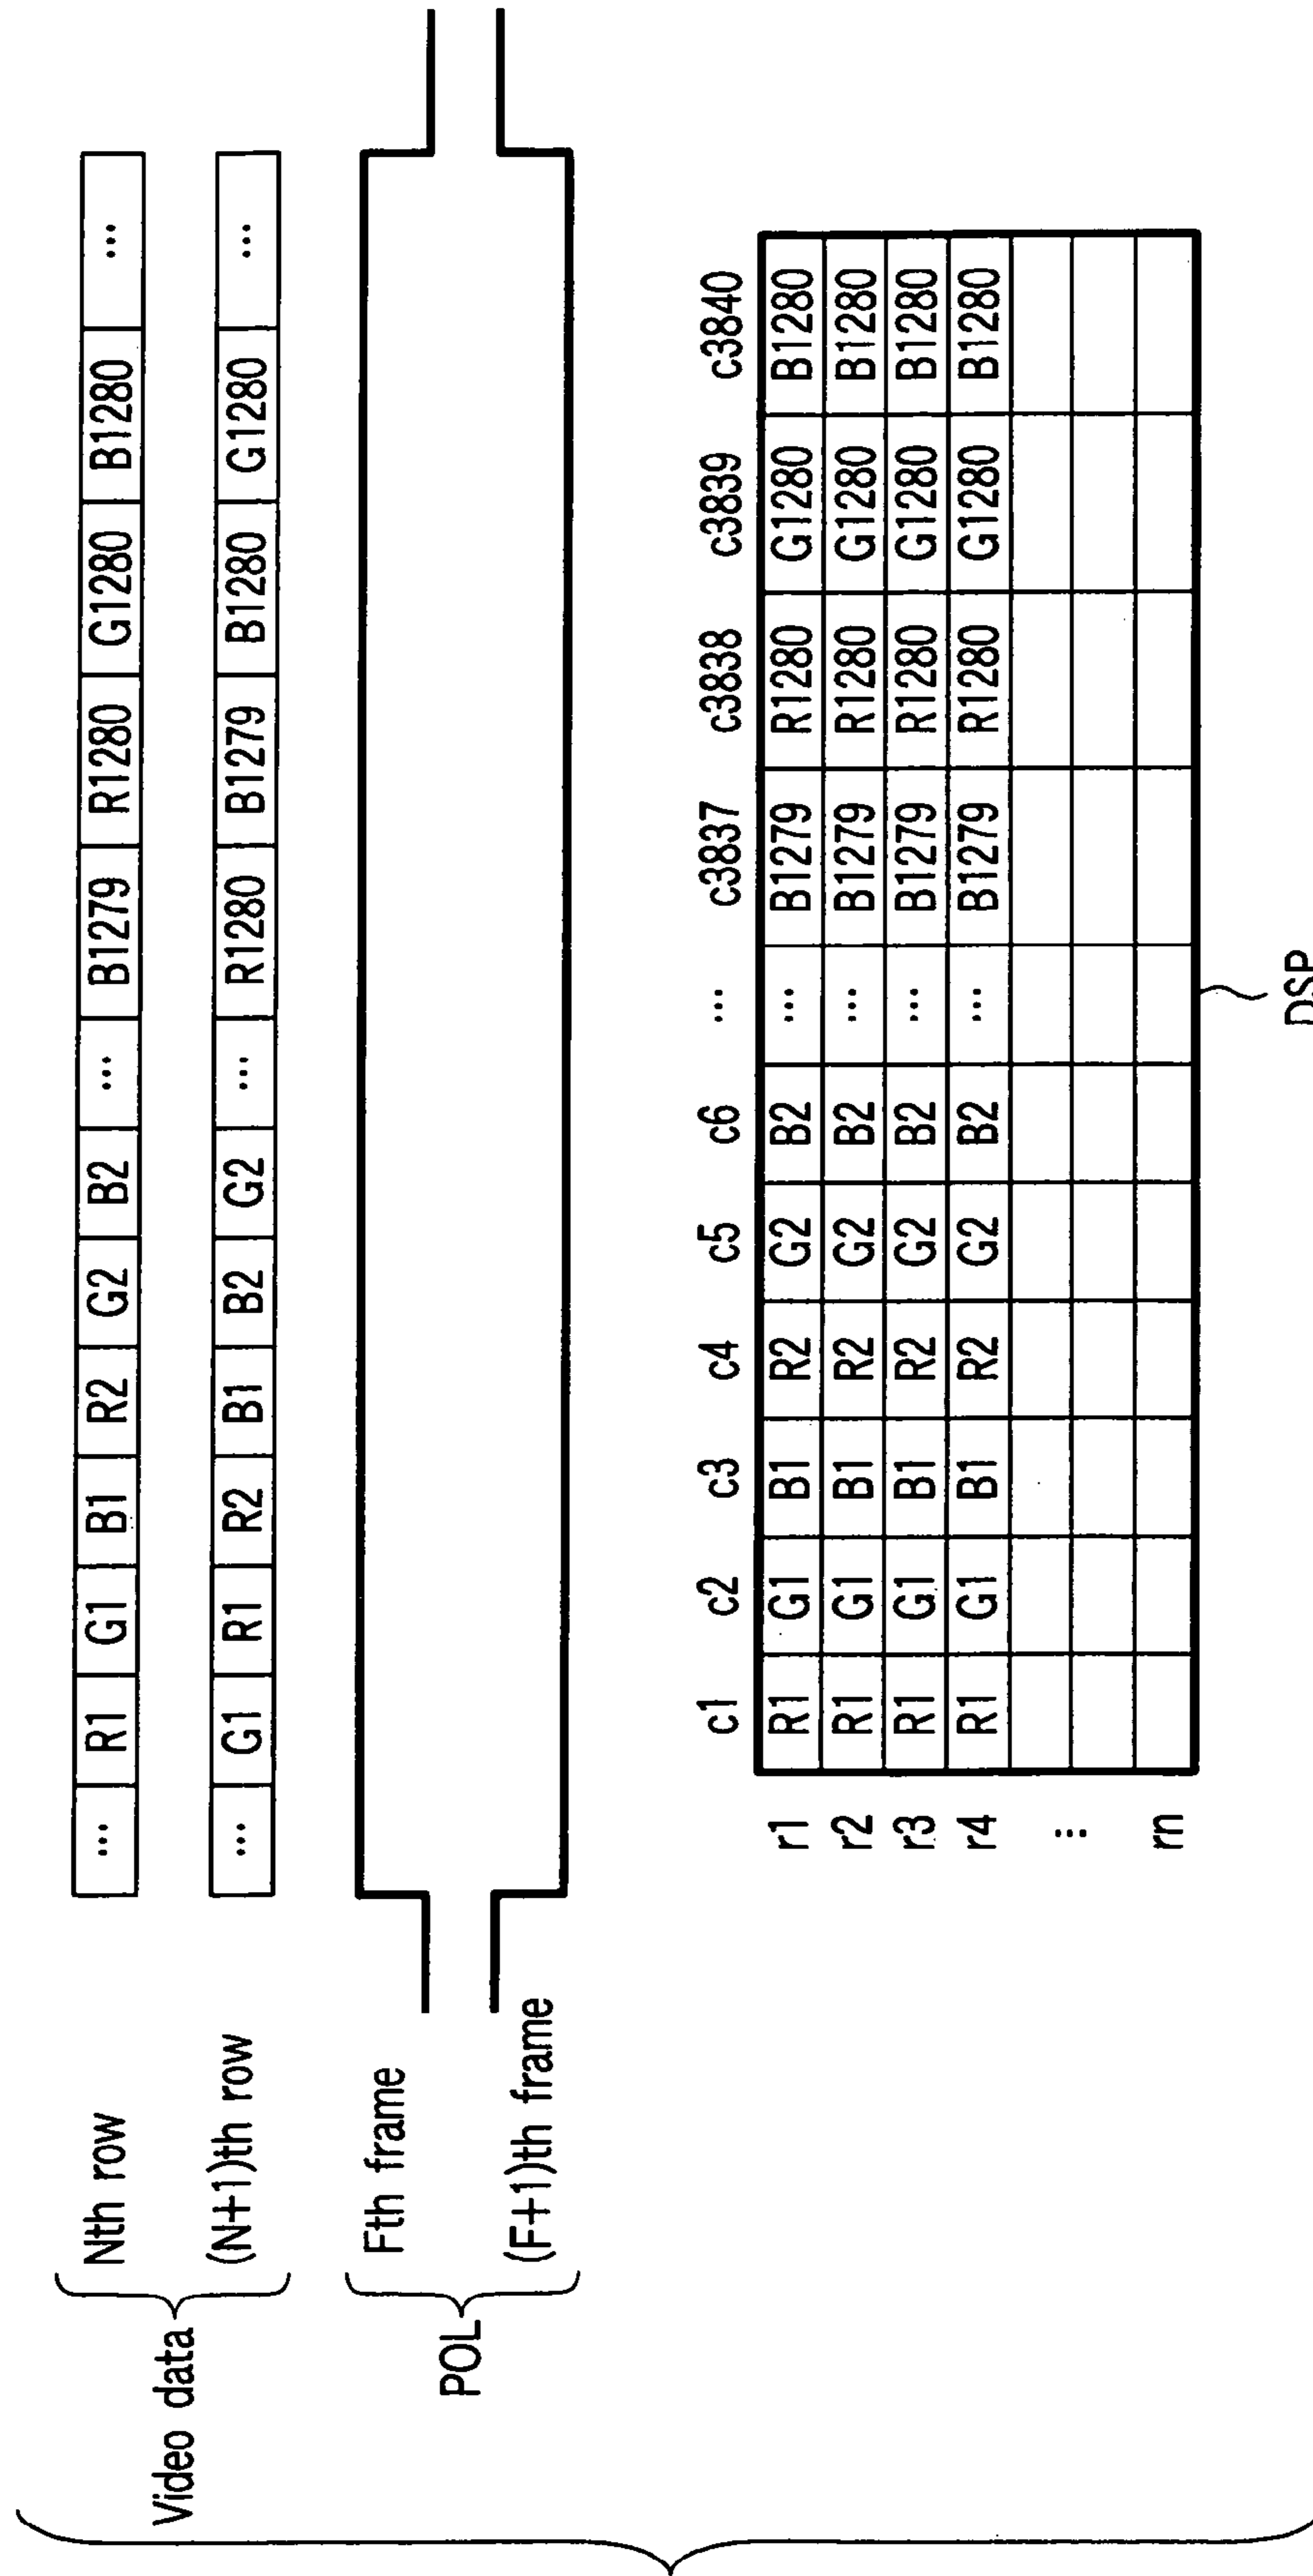 Video data
Nth row
... R1 G1 B1 R2 G2 B2 ... B1279 R1280 G1280 B1280 ...
(N+1)th row
... G1 R1 R2 B1 B2 G2 ... R1280 B1279 B1280 G1280 ...
POL
Fth frame
(F+1)th frame
c1 c2 c3 c4 c5 c6 ... c3837 c3838 c3839 c3840
r1 R1 G1 B1 R2 G2 B2 ... B1279 R1280 G1280 B1280
r2 R1 G1 B1 R2 G2 B2 ... B1279 R1280 G1280 B1280
r3 R1 G1 B1 R2 G2 B2 ... B1279 R1280 G1280 B1280
r4 R1 G1 B1 R2 G2 B2 ... B1279 R1280 G1280 B1280
...
rn
DSP